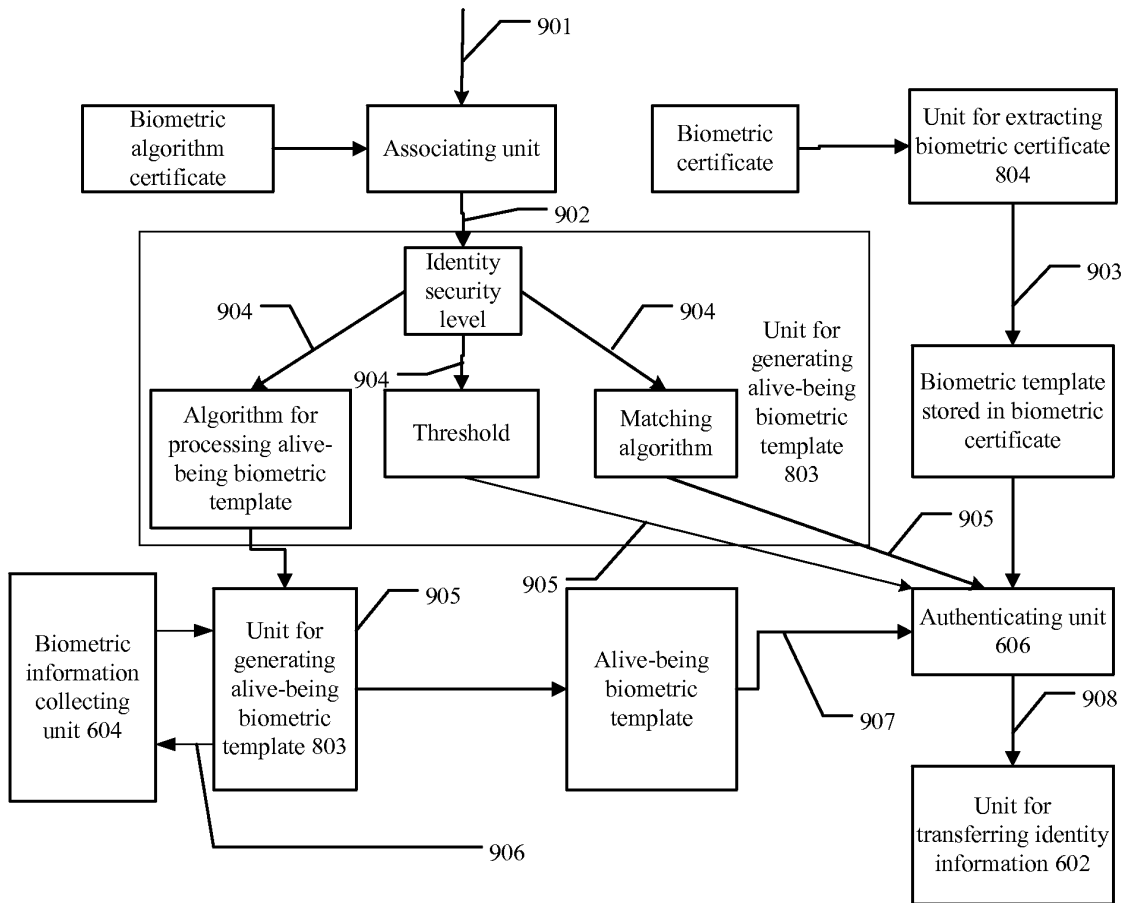 901
Biometric
algorithm
certificate
Associating unit
Biometric
certificate
Unit for extracting
biometric certificate
804
902
Identity
security
level
903
904
904
904
Unit for
generating
alive-being
biometric
template
803
Algorithm for
processing alive-
being biometric
template
Threshold
Matching
algorithm
Biometric template
stored in biometric
certificate
905
905
905
Biometric
information
collecting
unit 604
Unit for
generating
alive-being
biometric
template 803
Alive-being
biometric
template
Authenticating unit
606
907
908
906
Unit for
transferring identity
information 602